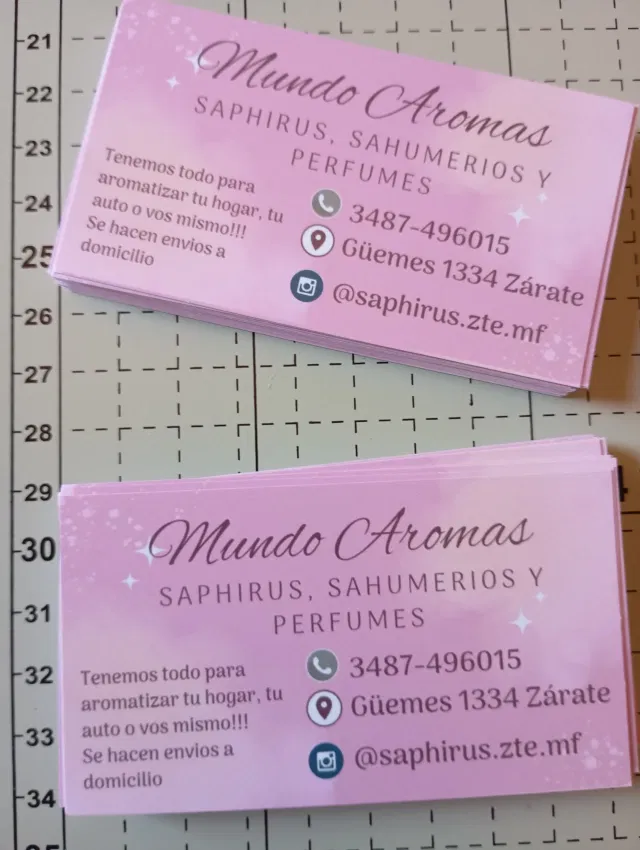 21
22
23
24
25
26
27
28
29
30
31
32
33
34
Mundo Aromas
SAPHIRUS, SAHUMERIOS Y
PERFUMES
Tenemos todo para
aromatizar tu hogar, tu
auto o vos mismo!!!
Se hacen envios a
domicilio
3487-496015
Güemes 1334 Zárate
@saphirus.zte.mf
Mundo Aromas
SAPHIRUS, SAHUMERIOS Y
PERFUMES
Tenemos todo para
aromatizar tu hogar, tu
auto o vos mismo!!!
Se hacen envios a
domicilio
3487-496015
Güemes 1334 Zárate
@saphirus.zte.mf